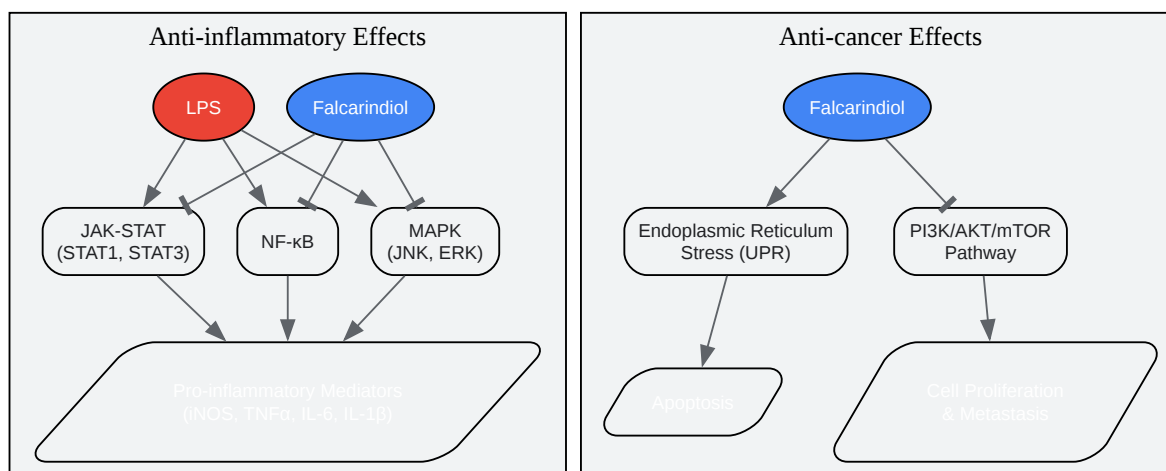 Anti-inflammatory Effects
LPS
Falcarindiol
JAK-STAT
(STAT1, STAT3)
NF-κB
MAPK
(JNK, ERK)
Pro-inflammatory Mediators
(iNOS, TNFα, IL-6, IL-1β)
Anti-cancer Effects
Falcarindiol
Endoplasmic Reticulum
Stress (UPR)
PI3K/AKT/mTOR
Pathway
Apoptosis
Cell Proliferation
& Metastasis